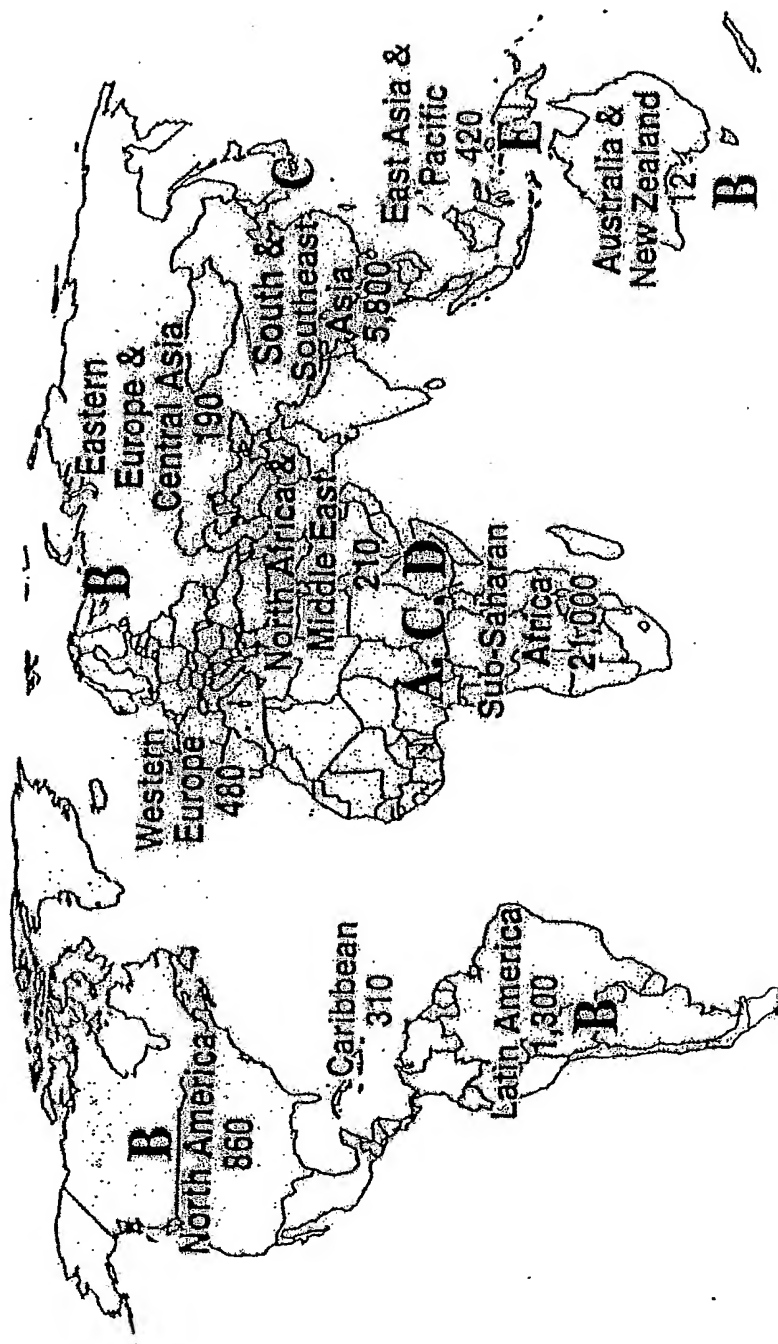 B
North America
860
Caribbean
310
Latin America
1,300
B
Western
Europe
480
B
Eastern
Europe &
Central Asia
190
North Africa &
Middle East
210
A, C, D
Sub-Saharan
Africa
21,000
South &
Southeast
Asia
5,800
C
East Asia &
Pacific
420
E
Australia &
New Zealand
12
B